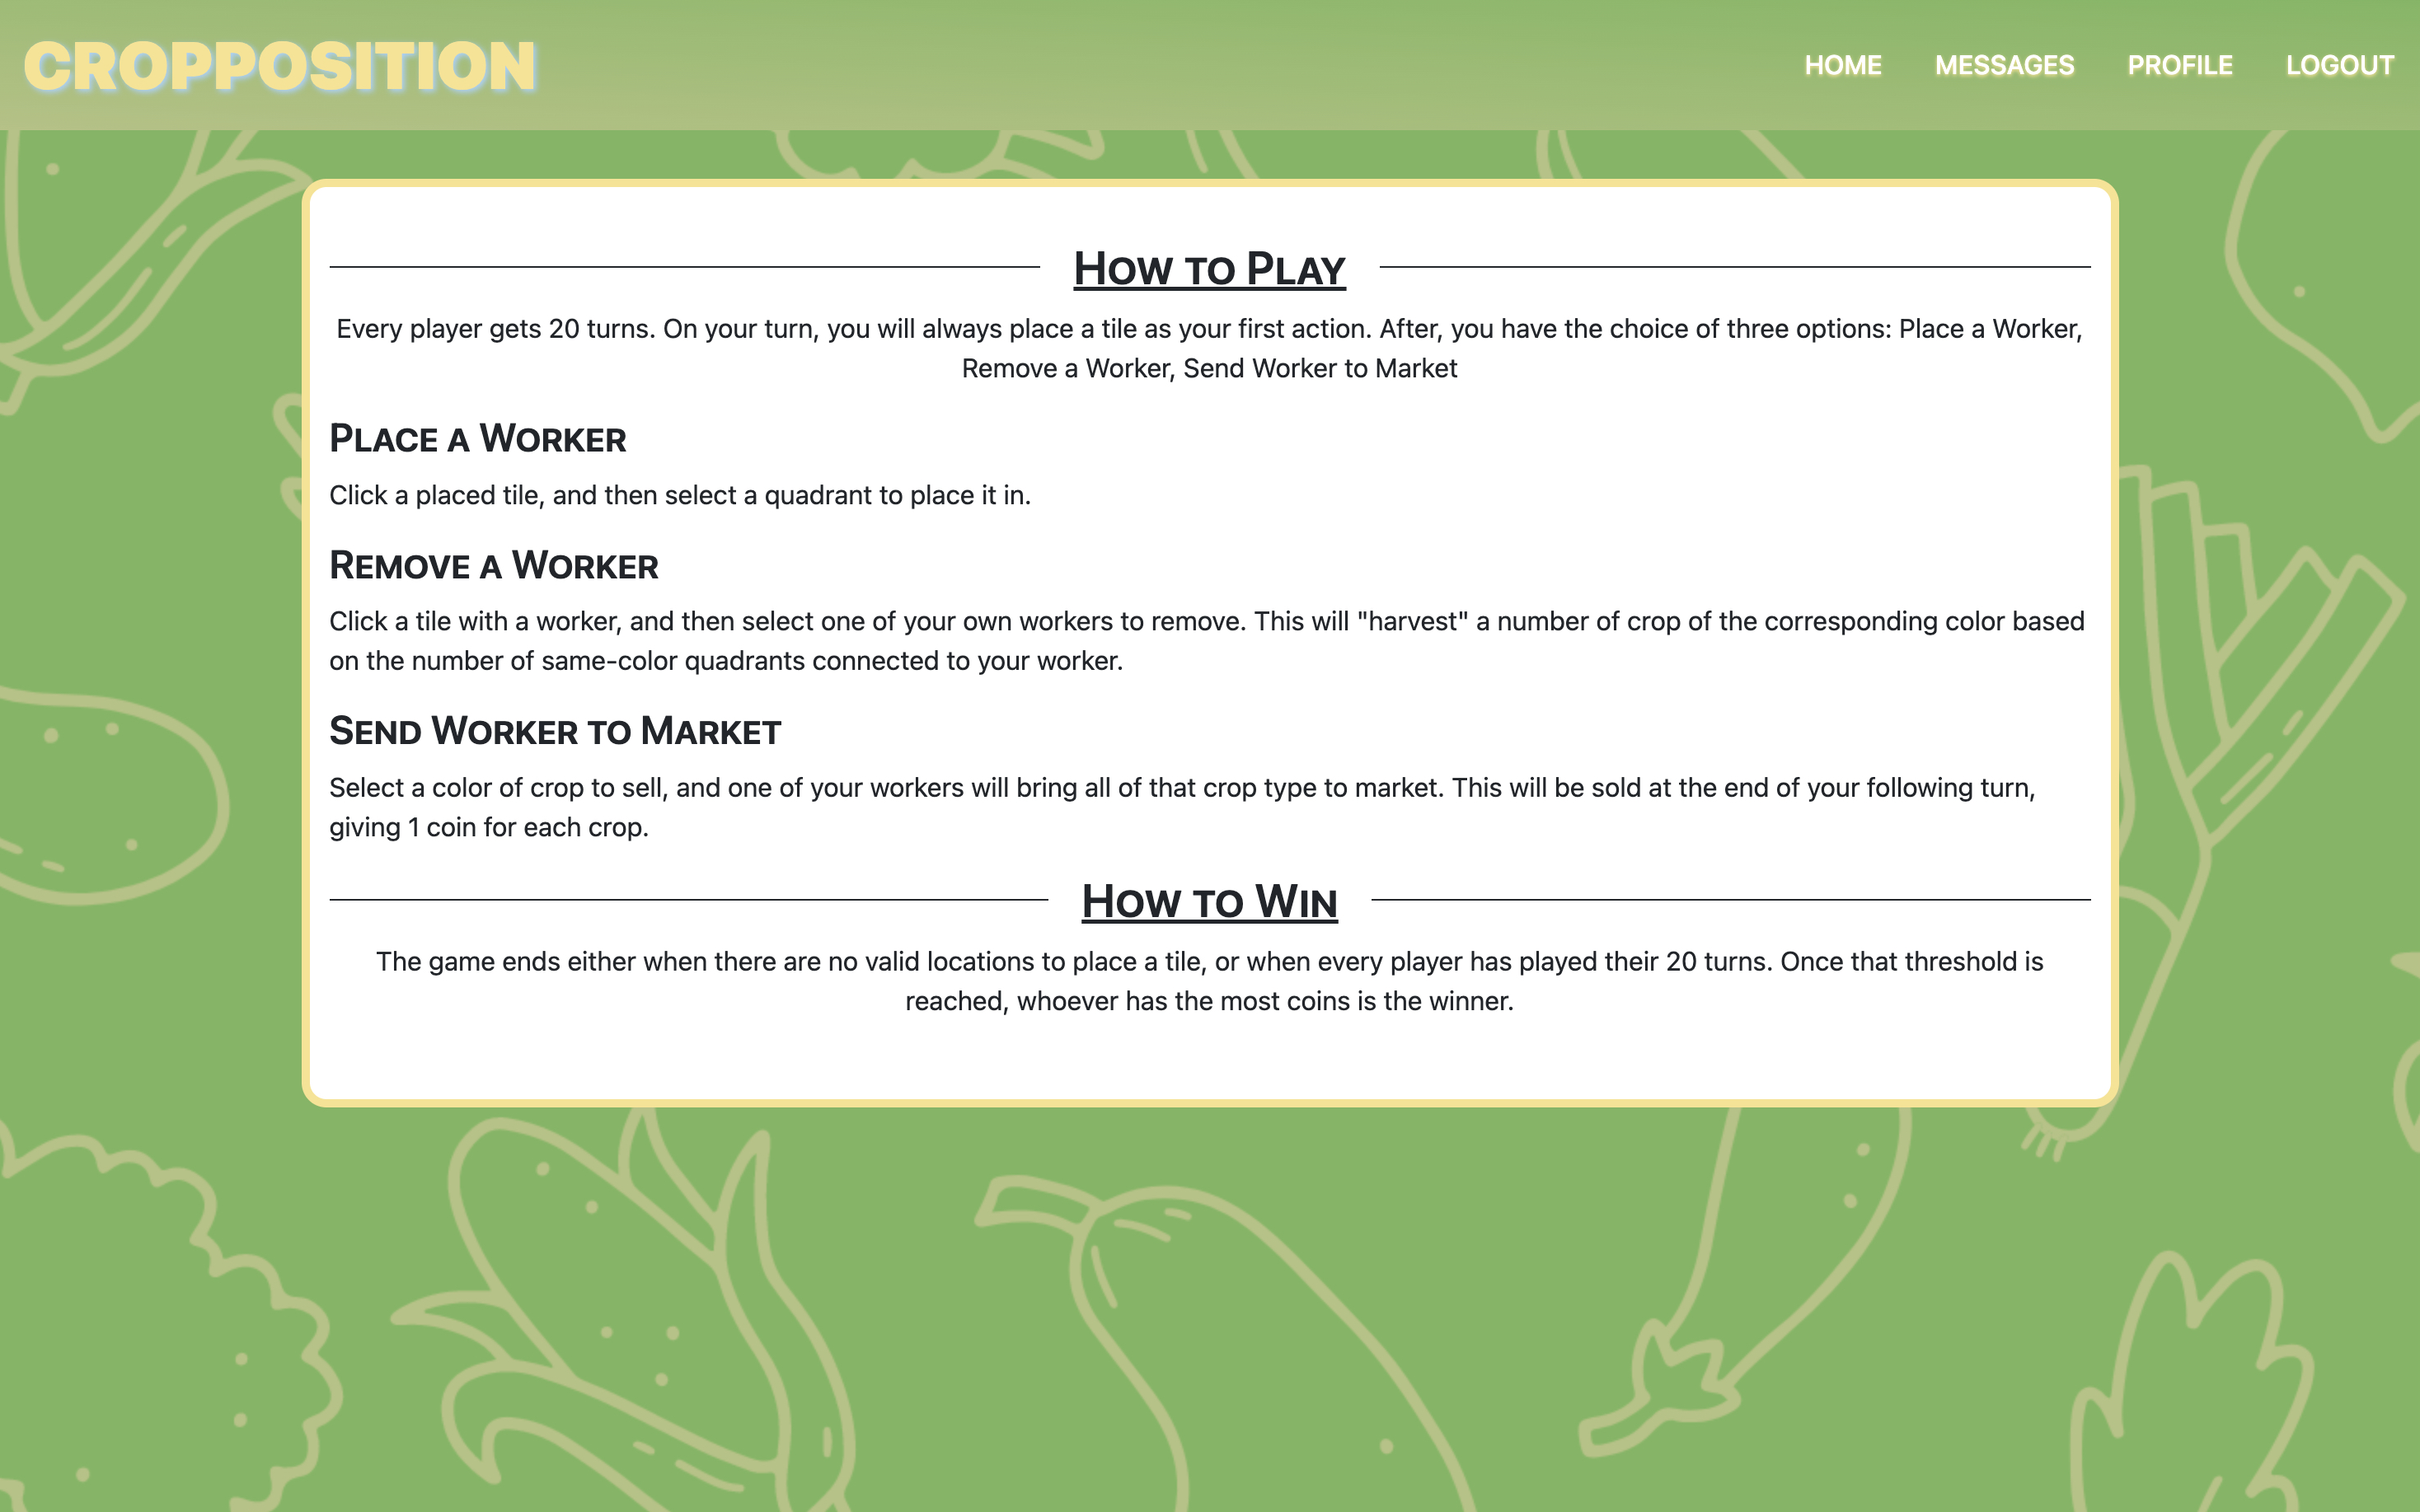 CROPPOSITION
HOME MESSAGES PROFILE LOGOUT
How to Play
Every player gets 20 turns. On your turn, you will always place a tile as your first action. After, you have the choice of three options: Place a Worker,
Remove a Worker, Send Worker to Market
Place a Worker
Click a placed tile, and then select a quadrant to place it in.
Remove a Worker
Click a tile with a worker, and then select one of your own workers to remove. This will "harvest" a number of crop of the corresponding color based
on the number of same-color quadrants connected to your worker.
Send Worker to Market
Select a color of crop to sell, and one of your workers will bring all of that crop type to market. This will be sold at the end of your following turn,
giving 1 coin for each crop.
How to Win
The game ends either when there are no valid locations to place a tile, or when every player has played their 20 turns. Once that threshold is
reached, whoever has the most coins is the winner.